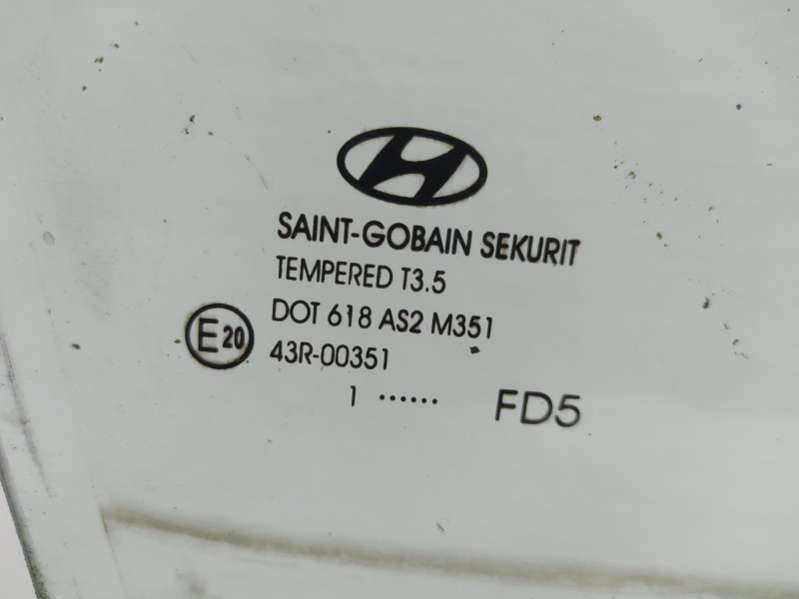 SAINT-GOBAIN SEKURIT
TEMPERED T3.5
DOT 618 AS2 M351
E20 43R-00351
1 ...... FD5